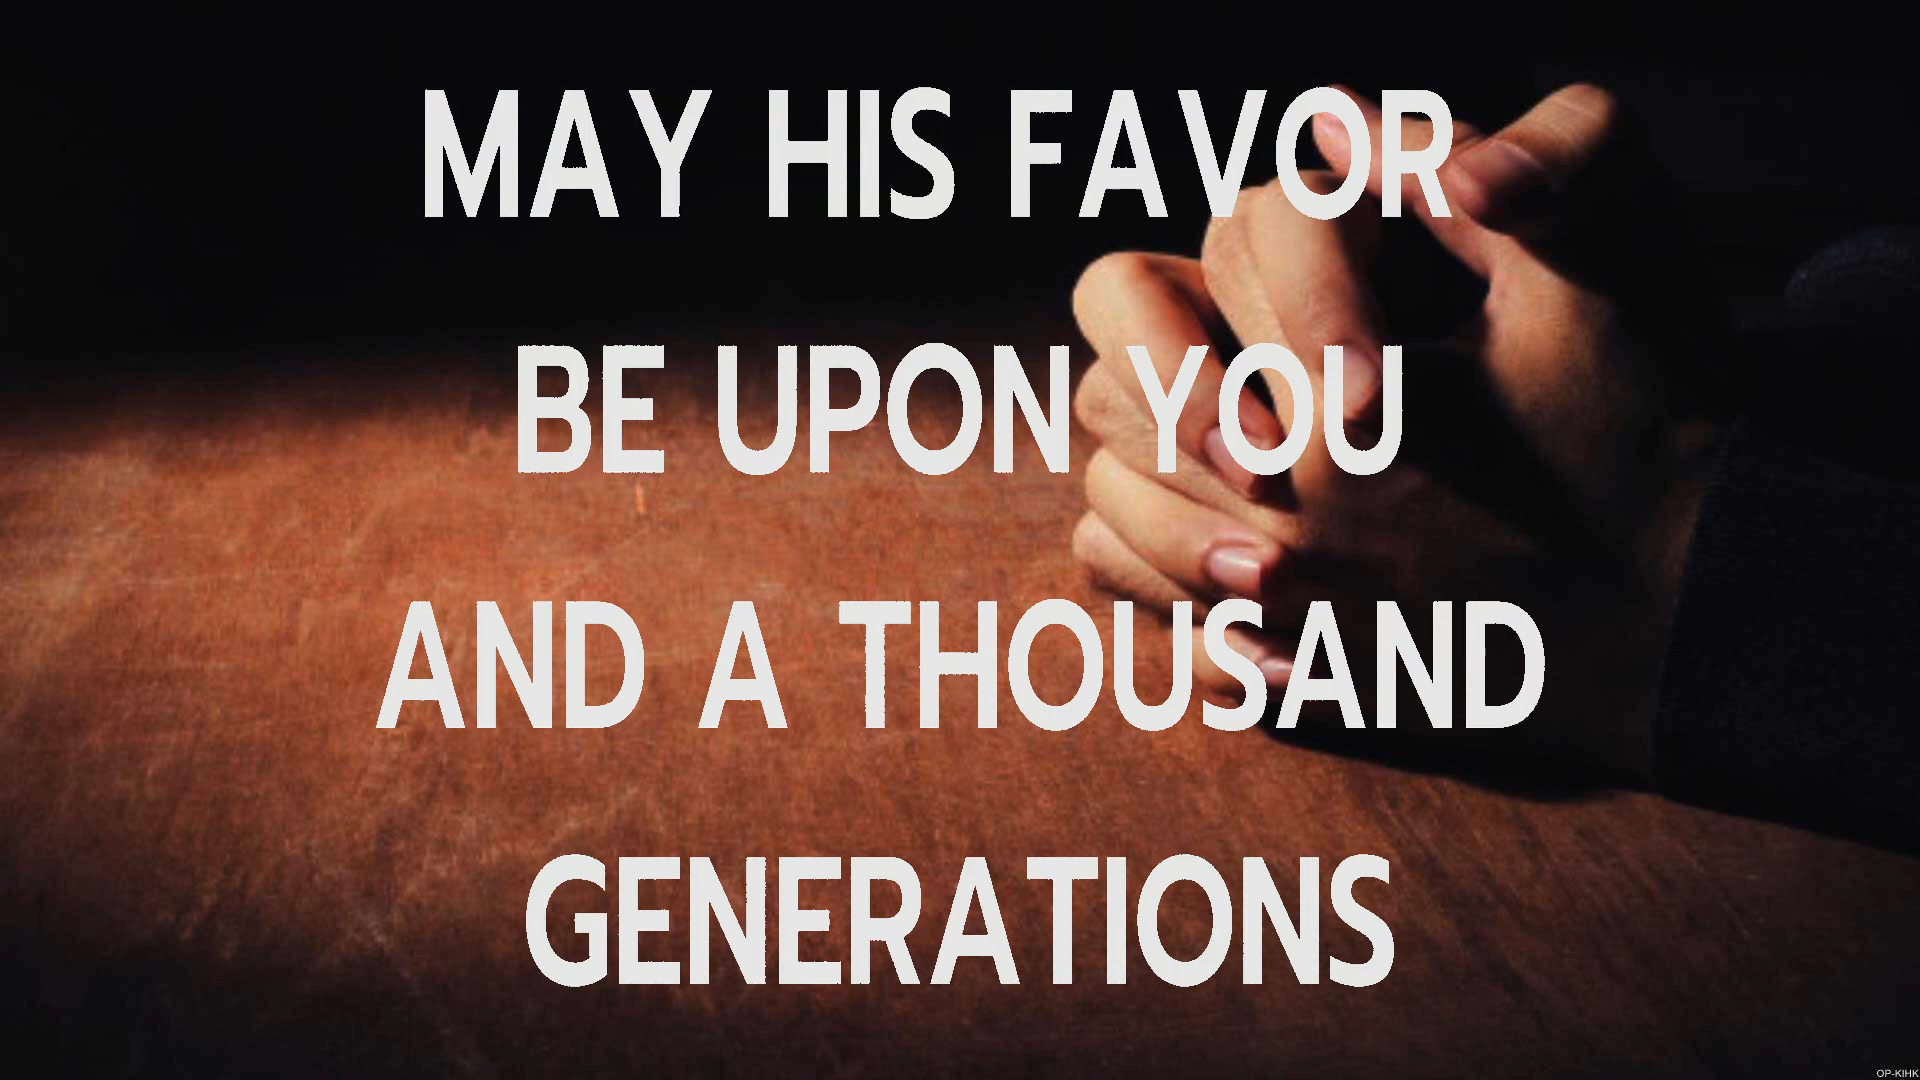 MAY HIS FAVOR
BE UPON YOU
AND A THOUSAND
GENERATIONS
OP-KIHK